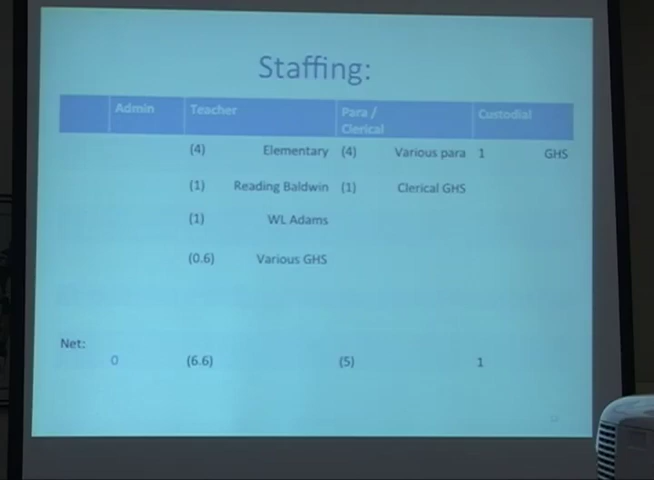 Staffing:
Admin Teacher Para / Clerical Custodial
(4) Elementary (4) Various para 1 GHS
(1) Reading Baldwin (1) Clerical GHS
(1) WL Adams
(0.6) Various GHS
Net:
0 (6.6) (5) 1